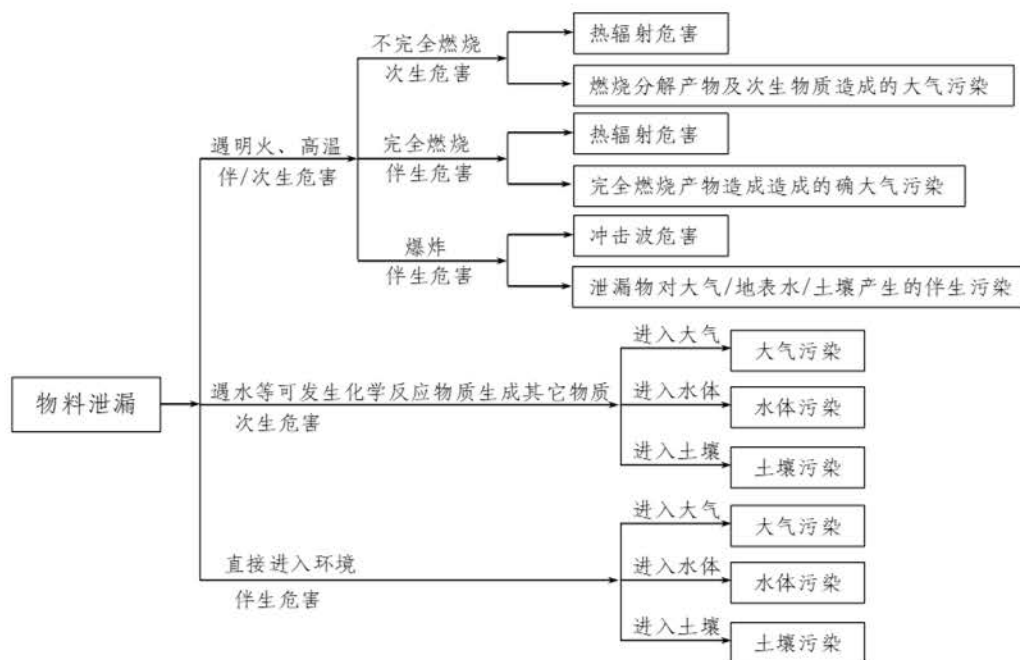 不完全燃烧
次生危害
热辐射危害
燃烧分解产物及次生物质造成的大气污染
遇明火、高温
伴/次生危害
完全燃烧
伴生危害
热辐射危害
完全燃烧产物造成造成的确大气污染
爆炸
伴生危害
冲击波危害
泄漏物对大气/地表水/土壤产生的伴生污染
物料泄漏
遇水等可发生化学反应物质生成其它物质
次生危害
进入大气
大气污染
进入水体
水体污染
进入土壤
土壤污染
直接进入环境
伴生危害
进入大气
大气污染
进入水体
水体污染
进入土壤
土壤污染